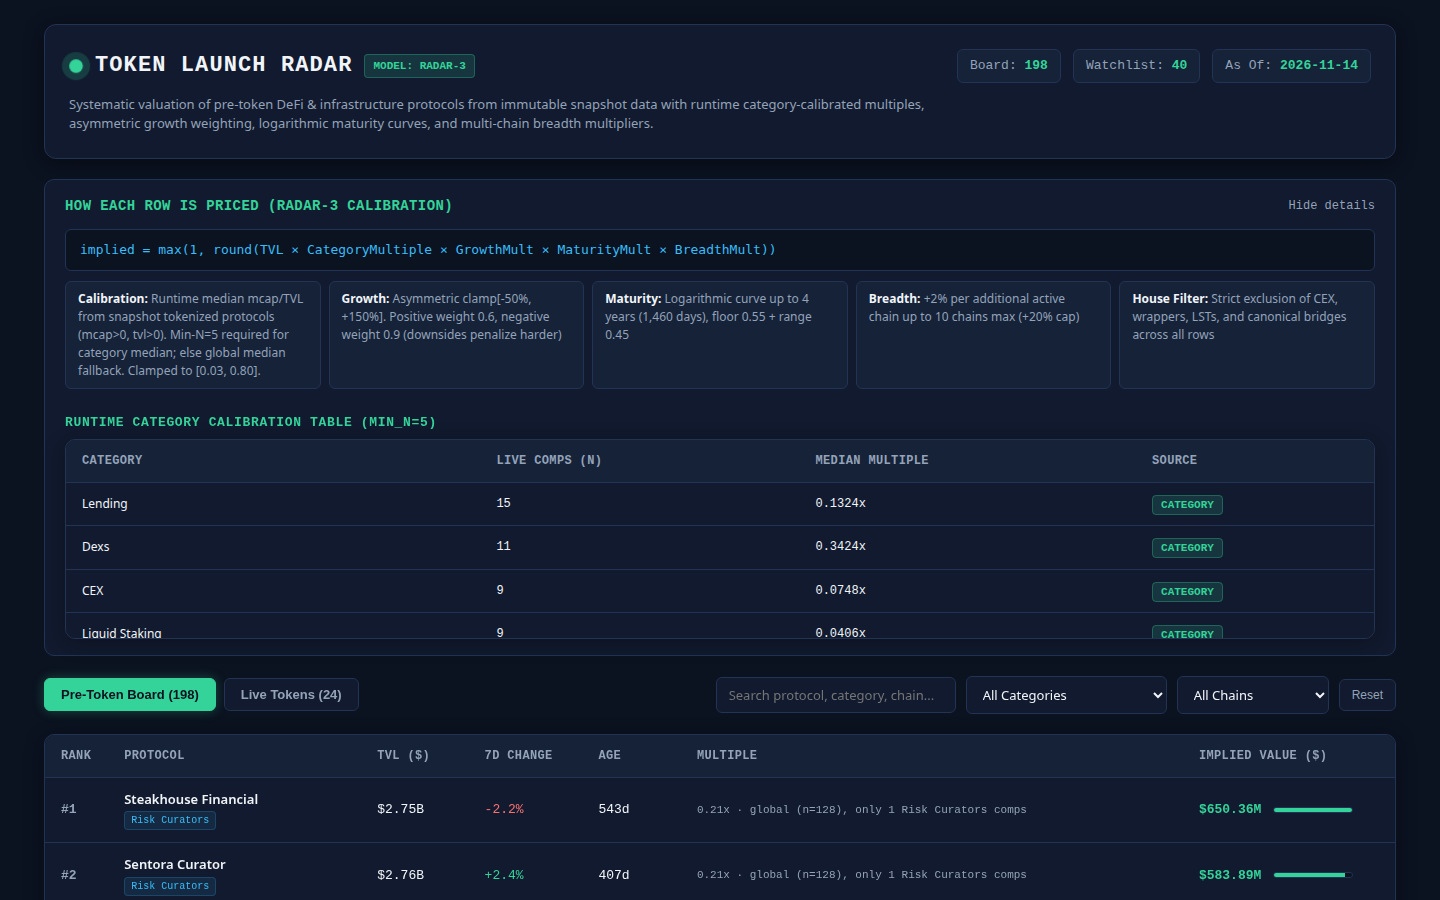 TOKEN LAUNCH RADAR
MODEL: RADAR-3
Board: 198
Watchlist: 40
As Of: 2026-11-14
Systematic valuation of pre-token DeFi & infrastructure protocols from immutable snapshot data with runtime category-calibrated multiples,
asymmetric growth weighting, logarithmic maturity curves, and multi-chain breadth multipliers.
HOW EACH ROW IS PRICED (RADAR-3 CALIBRATION)
Hide details
implied = max(1, round(TVL × CategoryMultiple × GrowthMult × MaturityMult × BreadthMult))
Calibration: Runtime median mcap/TVL
from snapshot tokenized protocols
(mcap>0, tvl>0). Min-N=5 required for
category median; else global median
fallback. Clamped to [0.03, 0.80].
Growth: Asymmetric clamp[-50%,
+150%]. Positive weight 0.6, negative
weight 0.9 (downsides penalize harder)
Maturity: Logarithmic curve up to 4
years (1,460 days), floor 0.55 + range
0.45
Breadth: +2% per additional active
chain up to 10 chains max (+20% cap)
House Filter: Strict exclusion of CEX,
wrappers, LSTs, and canonical bridges
across all rows
RUNTIME CATEGORY CALIBRATION TABLE (MIN_N=5)
CATEGORY LIVE COMPS (N) MEDIAN MULTIPLE SOURCE
Lending 15 0.1324x CATEGORY
Dexs 11 0.3424x CATEGORY
CEX 9 0.0748x CATEGORY
Liquid Staking 9 0.0406x CATEGORY
Pre-Token Board (198)
Live Tokens (24)
Search protocol, category, chain...
All Categories
All Chains
Reset
RANK PROTOCOL TVL ($) 7D CHANGE AGE MULTIPLE IMPLIED VALUE ($)
#1 Steakhouse Financial $2.75B -2.2% 543d 0.21x · global (n=128), only 1 Risk Curators comps $650.36M
Risk Curators
#2 Sentora Curator $2.76B +2.4% 407d 0.21x · global (n=128), only 1 Risk Curators comps $583.89M
Risk Curators